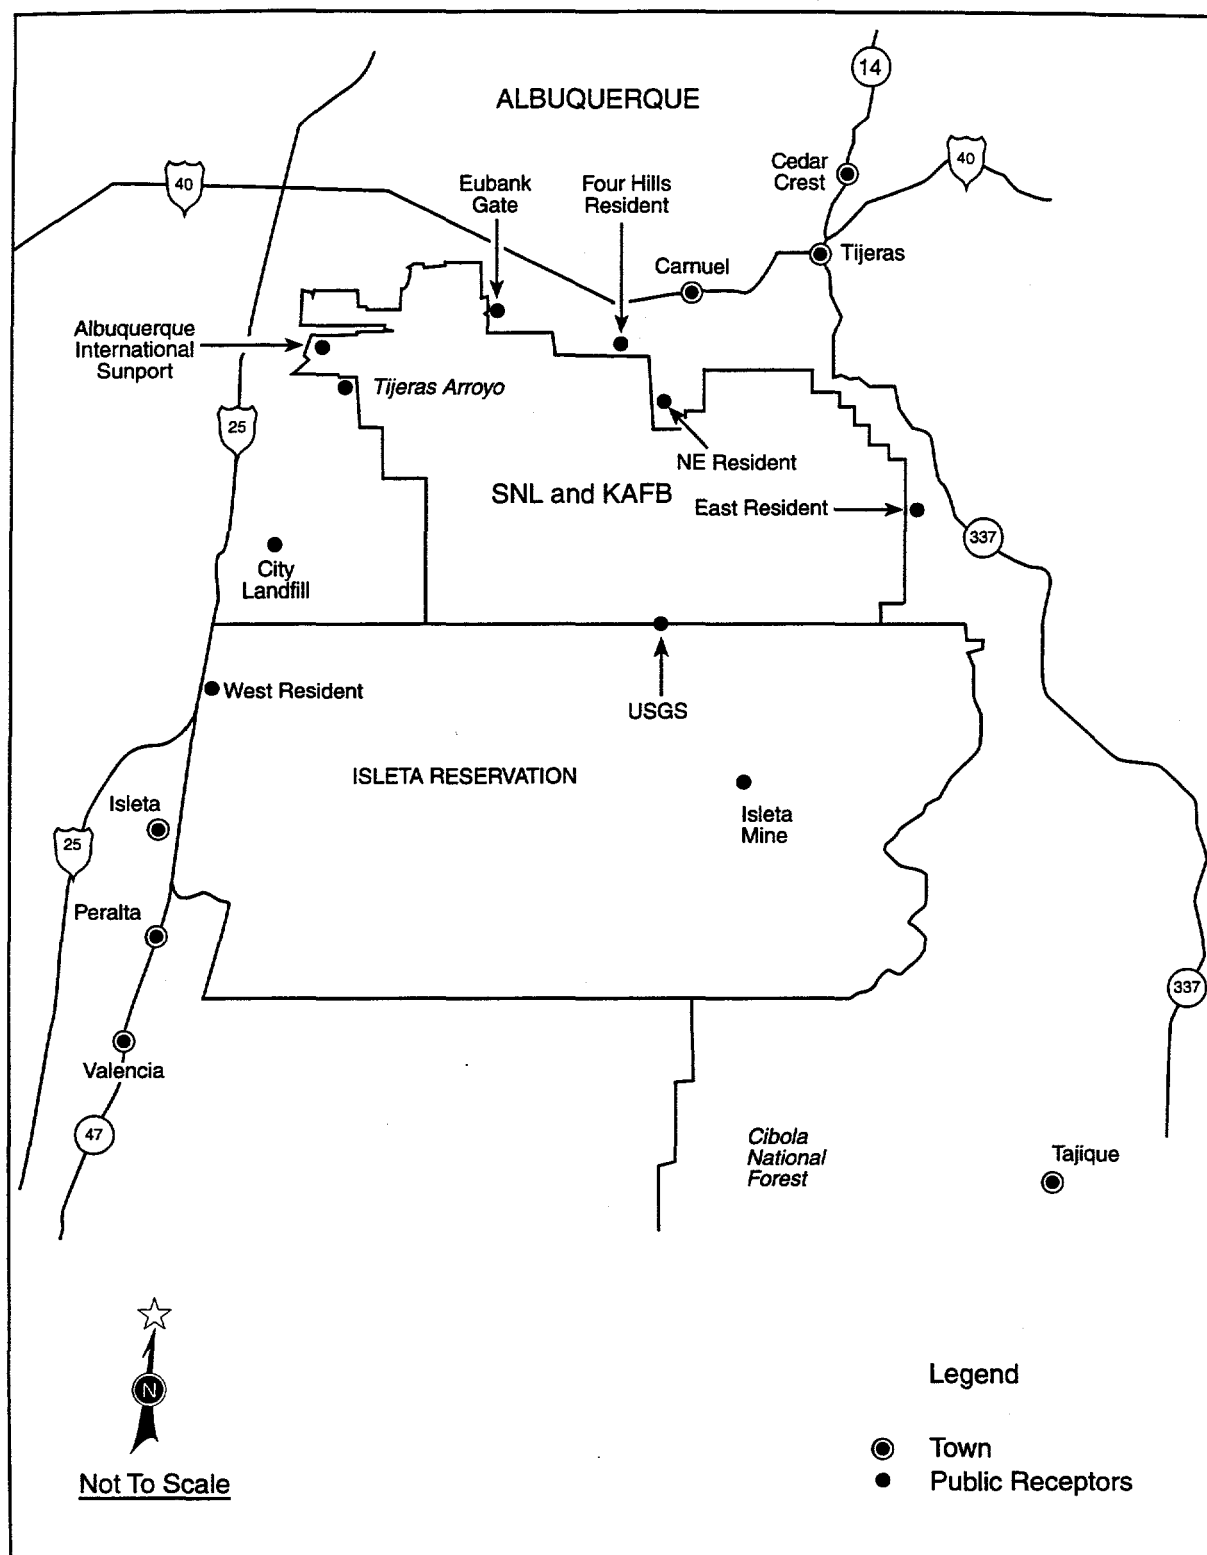 14
ALBUQUERQUE
40
40
Cedar
Crest
Eubank
Gate
Four Hills
Resident
Tijeras
Carnuel
Albuquerque
International
Sunport
Tijeras Arroyo
25
NE Resident
SNL and KAFB
East Resident
337
City
Landfill
West Resident
USGS
ISLETA RESERVATION
Isleta
Isleta
Mine
25
Peralta
337
Valencia
47
Cibola
National
Forest
Tajique
N
Not To Scale
Legend
Town
Public Receptors